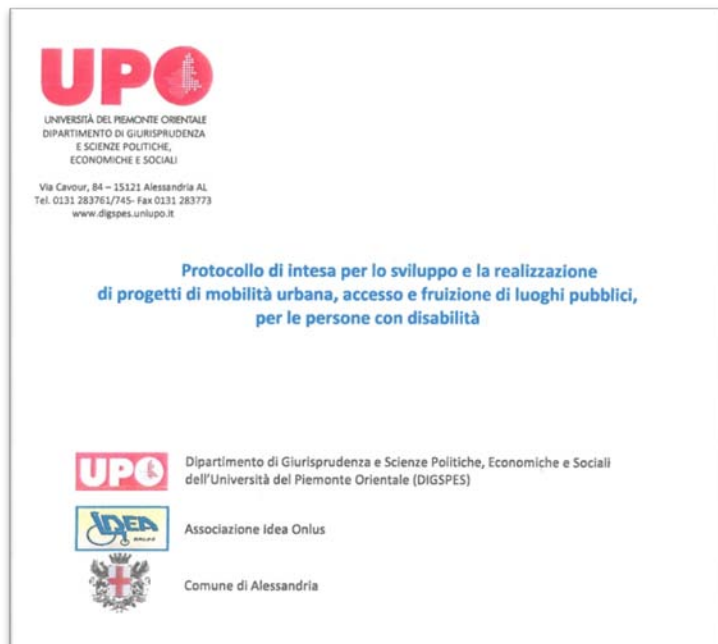 UPO
UNIVERSITÀ DEL PIEMONTE ORIENTALE
DIPARTIMENTO DI GIURISPRUDENZA
E SCIENZE POLITICHE,
ECONOMICHE E SOCIALI
Via Cavour, 84 – 15121 Alessandria AL
Tel. 0131 283761/745- Fax 0131 283773
www.digspes.uniupo.it
Protocollo di intesa per lo sviluppo e la realizzazione
di progetti di mobilità urbana, accesso e fruizione di luoghi pubblici,
per le persone con disabilità
UPO
Dipartimento di Giurisprudenza e Scienze Politiche, Economiche e Sociali
dell'Università del Piemonte Orientale (DIGSPES)
IDEA
ONLUS
Associazione Idea Onlus
Comune di Alessandria